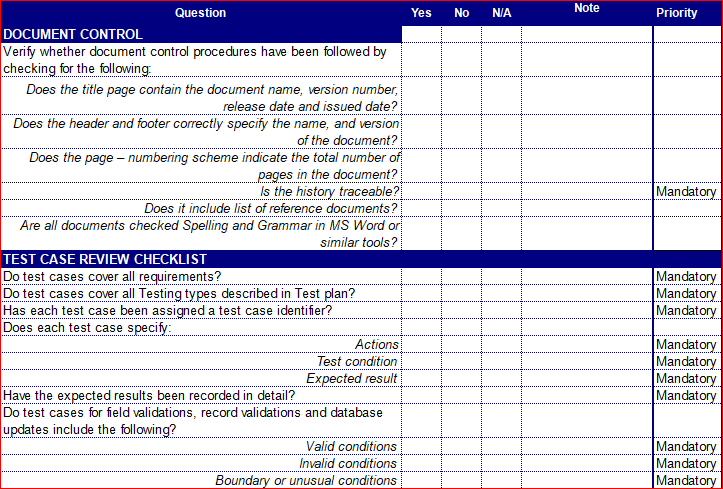 Question Yes No N/A Note Priority
DOCUMENT CONTROL
Verify whether document control procedures have been followed by
checking for the following:
Does the title page contain the document name, version number,
release date and issued date?
Does the header and footer correctly specify the name, and version
of the document?
Does the page – numbering scheme indicate the total number of
pages in the document?
Is the history traceable? Mandatory
Does it include list of reference documents?
Are all documents checked Spelling and Grammar in MS Word or
similar tools?
TEST CASE REVIEW CHECKLIST
Do test cases cover all requirements? Mandatory
Do test cases cover all Testing types described in Test plan? Mandatory
Has each test case been assigned a test case identifier? Mandatory
Does each test case specify:
Actions Mandatory
Test condition Mandatory
Expected result Mandatory
Have the expected results been recorded in detail? Mandatory
Do test cases for field validations, record validations and database
updates include the following?
Valid conditions Mandatory
Invalid conditions Mandatory
Boundary or unusual conditions Mandatory